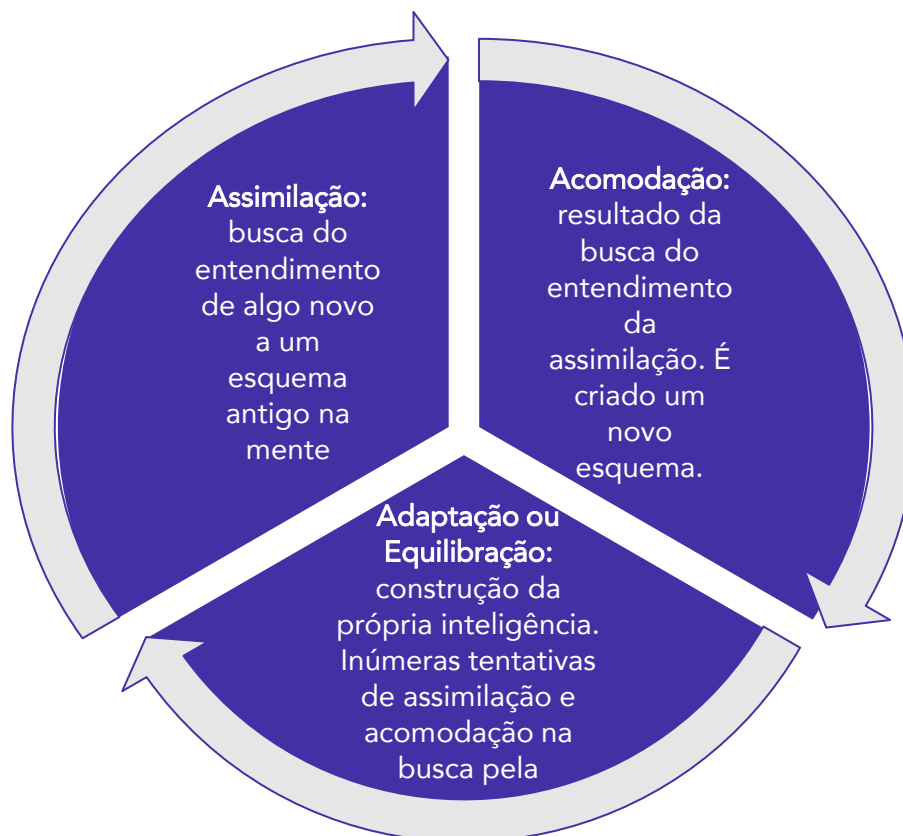 Assimilação:
busca do
entendimento
de algo novo
a um
esquema
antigo na
mente
Acomodação:
resultado da
busca do
entendimento
da
assimilação. É
criado um
novo
esquema.
Adaptação ou
Equilibração:
construção da
própria inteligência.
Inúmeras tentativas
de assimilação e
acomodação na
busca pela